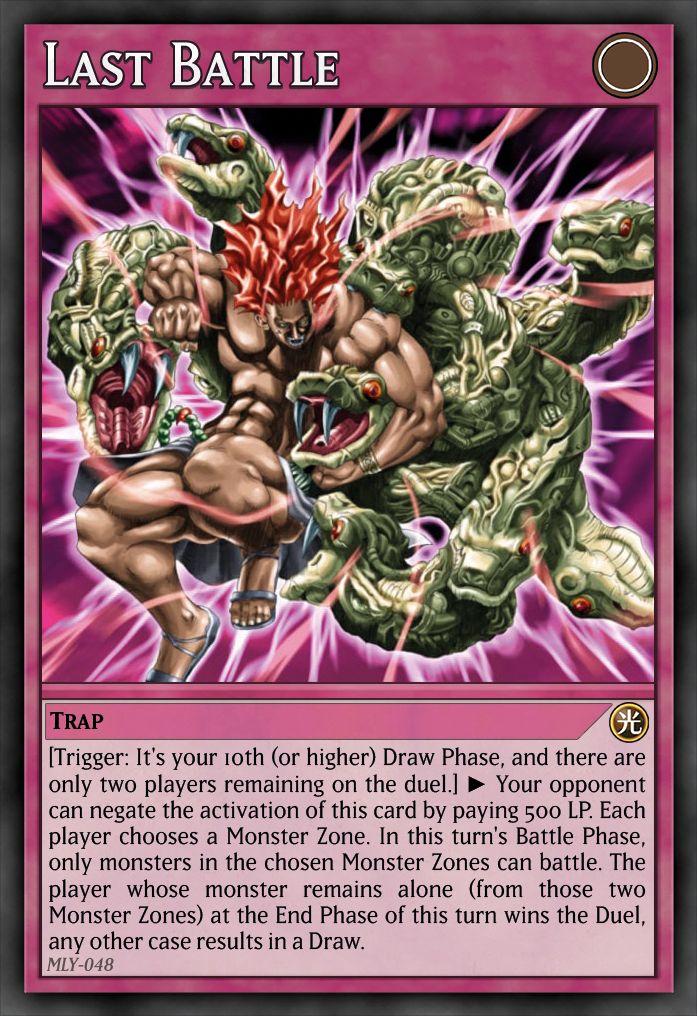 Last Battle
Trap
光
[Trigger: It's your 10th (or higher) Draw Phase, and there are
only two players remaining on the duel.] ► Your opponent
can negate the activation of this card by paying 500 LP. Each
player chooses a Monster Zone. In this turn's Battle Phase,
only monsters in the chosen Monster Zones can battle. The
player whose monster remains alone (from those two
Monster Zones) at the End Phase of this turn wins the Duel,
any other case results in a Draw.
MLY-048